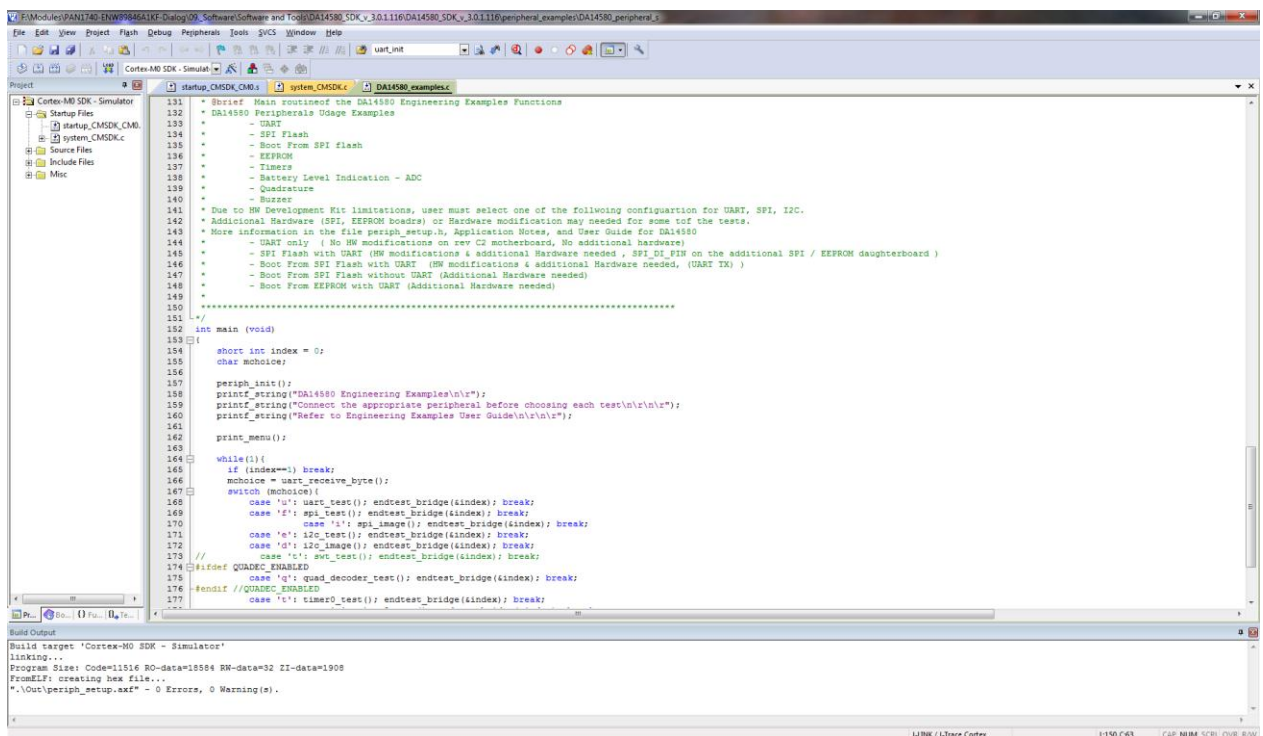 F:\Modules\PAN1740-ENW89846A1KF-Dialog\09_Software\Software and Tools\DA14580_SDK_v_3.0.1.116\DA14580_SDK_v_3.0.1.116\peripheral_examples\DA14580_peripheral_s
File Edit View Project Flash Debug Peripherals Tools SVCS Window Help
uart_init
Cortex-M0 SDK - Simulat
Project
startup_CMSDK_CM0.s system_CMSDK.c DA14580_examples.c
Cortex-M0 SDK - Simulator
Startup Files
startup_CMSDK_CM0.
system_CMSDK.c
Source Files
Include Files
Misc
131 * @brief Main routineof the DA14580 Engineering Examples Functions
132 * DA14580 Peripherals Udage Examples
133 * - UART
134 * - SPI Flash
135 * - Boot From SPI flash
136 * - EEPROM
137 * - Timers
138 * - Battery Level Indication - ADC
139 * - Quadrature
140 * - Buzzer
141 * Due to HW Development Kit limitations, user must select one of the follwoing configuartion for UART, SPI, I2C.
142 * Addicional Hardware (SPI, EEPROM boadrs) or Hardware modification may needed for some tof the tests.
143 * More information in the file periph_setup.h, Application Notes, and User Guide for DA14580
144 * - UART only ( No HW modifications on rev C2 motherboard, No additional hardware)
145 * - SPI Flash with UART (HW modifications & additional Hardware needed , SPI_DI_PIN on the additional SPI / EEPROM daughterboard )
146 * - Boot From SPI Flash with UART (HW modifications & additional Hardware needed, (UART TX) )
147 * - Boot From SPI Flash without UART (Additional Hardware needed)
148 * - Boot From EEPROM with UART (Additional Hardware needed)
149 *
150 ****************************************************************************************
151 */
152 int main (void)
153 {
154 short int index = 0;
155 char mchoice;
156
157 periph_init();
158 printf_string("DA14580 Engineering Examples\n\r");
159 printf_string("Connect the appropriate peripheral before choosing each test\n\r\n\r");
160 printf_string("Refer to Engineering Examples User Guide\n\r\n\r");
161
162 print_menu();
163
164 while(1){
165 if (index==1) break;
166 mchoice = uart_receive_byte();
167 switch (mchoice){
168 case 'u': uart_test(); endtest_bridge(&index); break;
169 case 'f': spi_test(); endtest_bridge(&index); break;
170 case 'i': spi_image(); endtest_bridge(&index); break;
171 case 'e': i2c_test(); endtest_bridge(&index); break;
172 case 'd': i2c_image(); endtest_bridge(&index); break;
173 // case 't': swt_test(); endtest_bridge(&index); break;
174 #ifdef QUADEC_ENABLED
175 case 'q': quad_decoder_test(); endtest_bridge(&index); break;
176 #endif //QUADEC_ENABLED
177 case 't': timer0_test(); endtest_bridge(&index); break;
Pr... Bo... {} Fu... Te...
Build Output
Build target 'Cortex-M0 SDK - Simulator'
linking...
Program Size: Code=11516 RO-data=18584 RW-data=32 ZI-data=1908
FromELF: creating hex file...
".\Out\periph_setup.axf" - 0 Errors, 0 Warning(s).
J-LINK / J-Trace Cortex L:150 C:63 CAP NUM SCRL OVR R/W